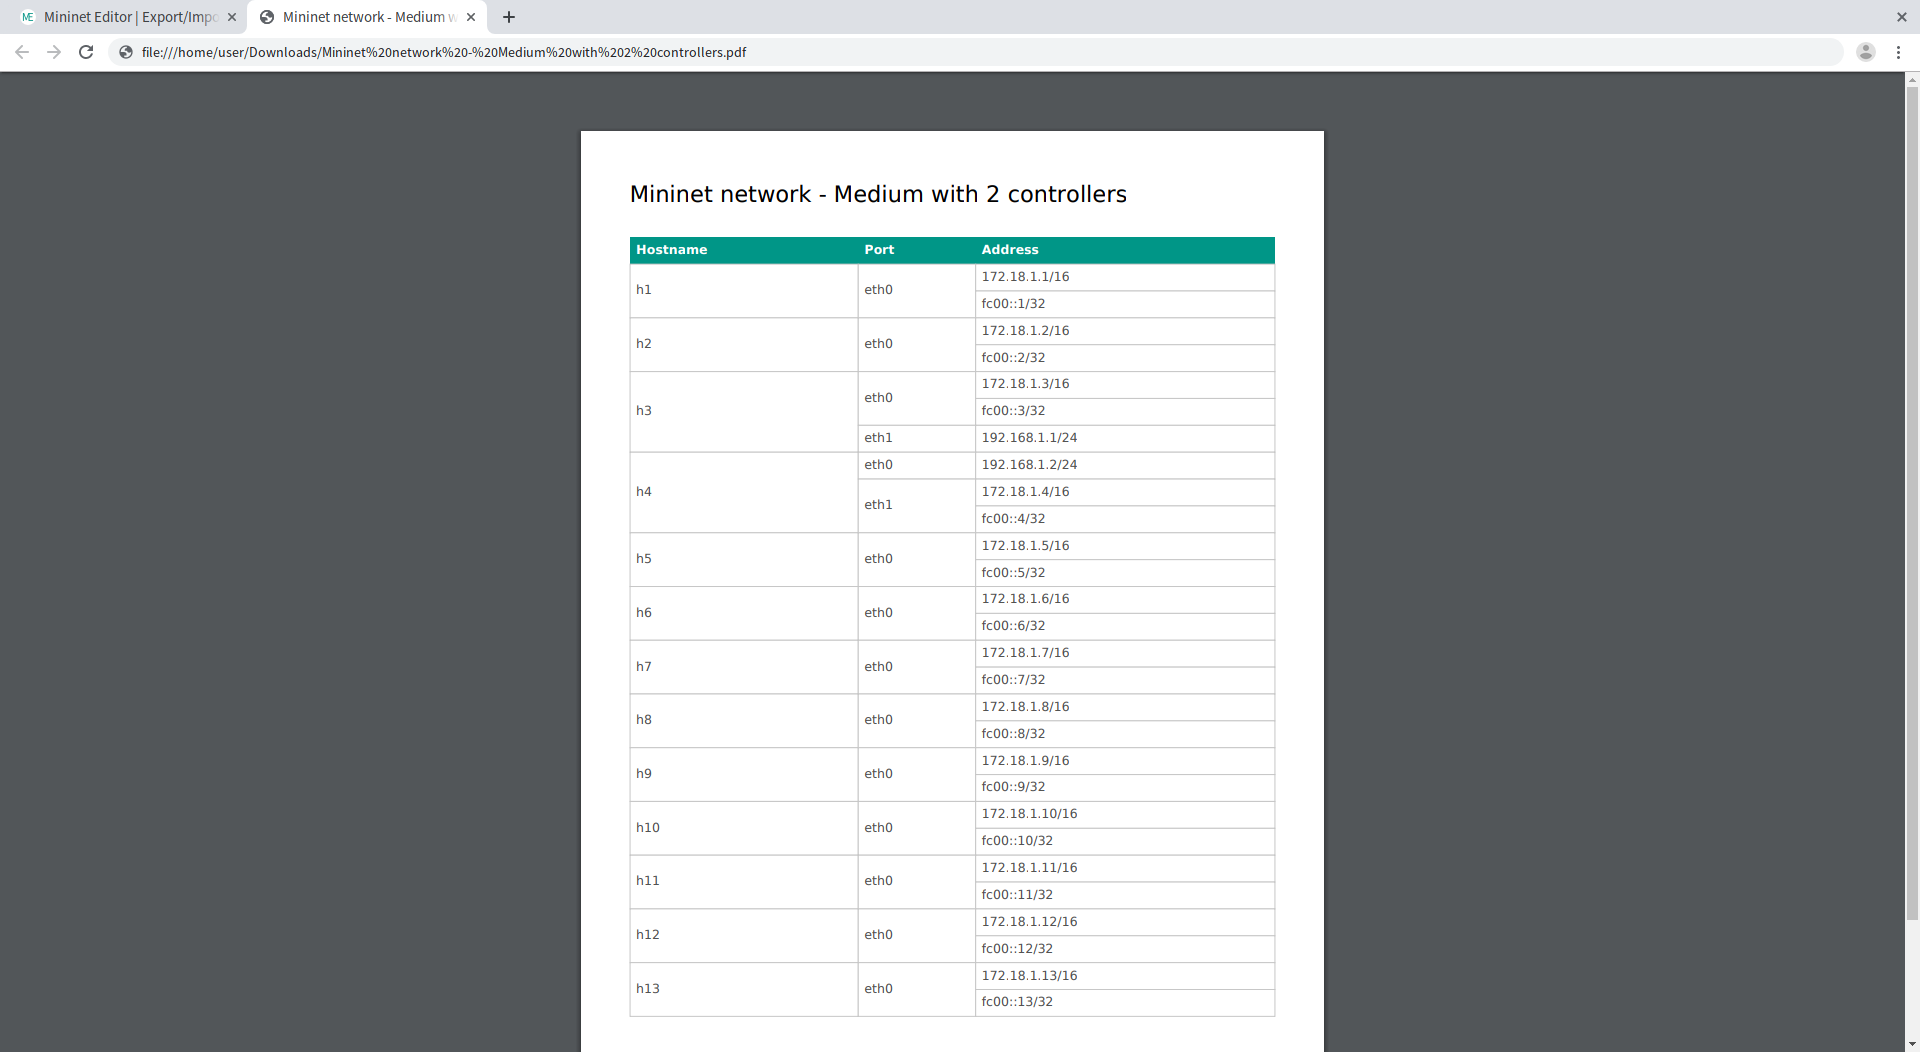 ME Mininet Editor | Export/Impo
Mininet network - Medium w
file:///home/user/Downloads/Mininet%20network%20-%20Medium%20with%202%20controllers.pdf
Mininet network - Medium with 2 controllers
Hostname Port Address
h1 eth0 172.18.1.1/16
fc00::1/32
h2 eth0 172.18.1.2/16
fc00::2/32
h3 eth0 172.18.1.3/16
fc00::3/32
eth1 192.168.1.1/24
h4 eth0 192.168.1.2/24
eth1 172.18.1.4/16
fc00::4/32
h5 eth0 172.18.1.5/16
fc00::5/32
h6 eth0 172.18.1.6/16
fc00::6/32
h7 eth0 172.18.1.7/16
fc00::7/32
h8 eth0 172.18.1.8/16
fc00::8/32
h9 eth0 172.18.1.9/16
fc00::9/32
h10 eth0 172.18.1.10/16
fc00::10/32
h11 eth0 172.18.1.11/16
fc00::11/32
h12 eth0 172.18.1.12/16
fc00::12/32
h13 eth0 172.18.1.13/16
fc00::13/32